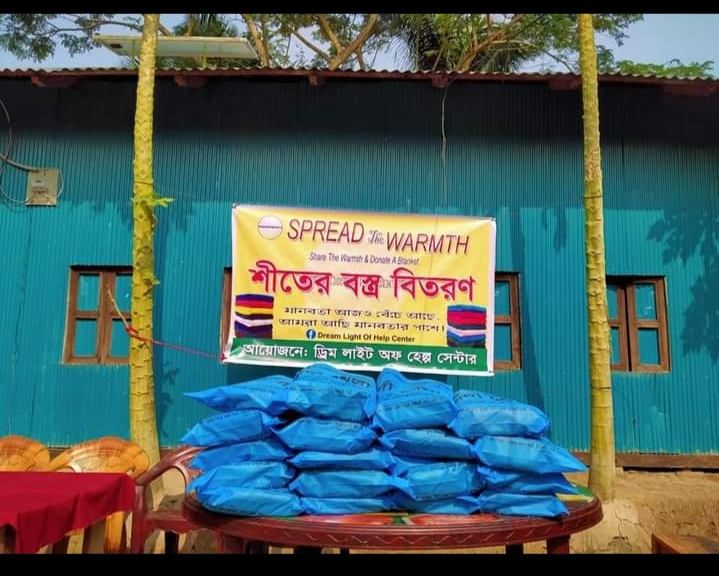 SPREAD The WARMTH
Share The Warmth & Donate A Blanket
শীতের বস্ত্র বিতরণ
মানবতা আজও বেঁচে আছে,
আমরা আছি মানবতার পাশে।
Dream Light Of Help Center
আয়োজনে: ড্রিম লাইট অফ হেল্প সেন্টার